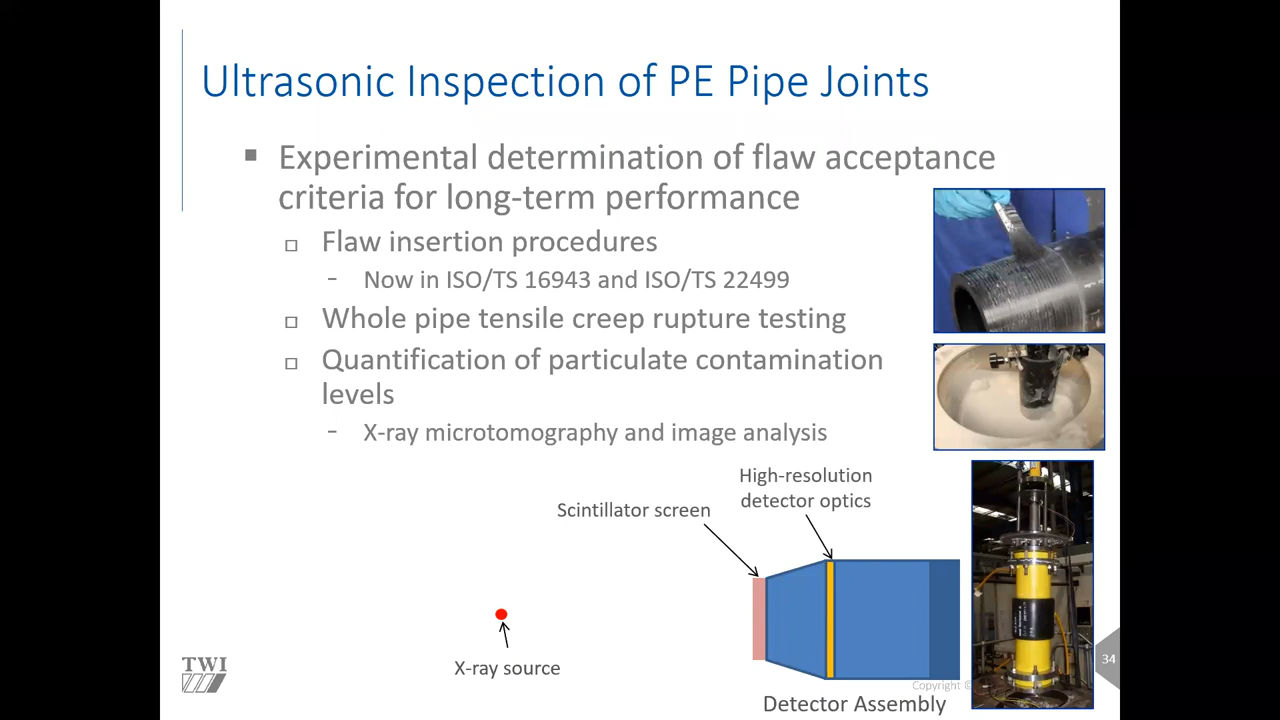 Ultrasonic Inspection of PE Pipe Joints
Experimental determination of flaw acceptance
criteria for long-term performance
Flaw insertion procedures
Now in ISO/TS 16943 and ISO/TS 22499
Whole pipe tensile creep rupture testing
Quantification of particulate contamination
levels
X-ray microtomography and image analysis
High-resolution
detector optics
Scintillator screen
X-ray source
Detector Assembly
Copyright ©
TWI
34